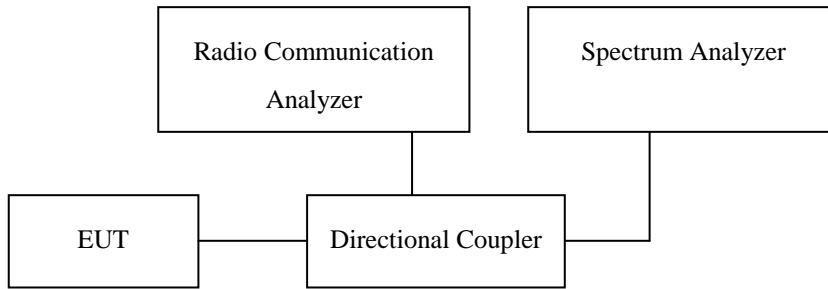 Radio Communication
Analyzer
Spectrum Analyzer
EUT
Directional Coupler